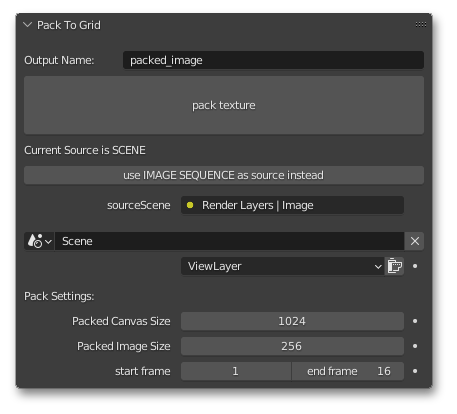 Pack To Grid
Output Name: packed_image
pack texture
Current Source is SCENE
use IMAGE SEQUENCE as source instead
sourceScene Render Layers | Image
Scene
ViewLayer
Pack Settings:
Packed Canvas Size 1024
Packed Image Size 256
start frame 1 end frame 16